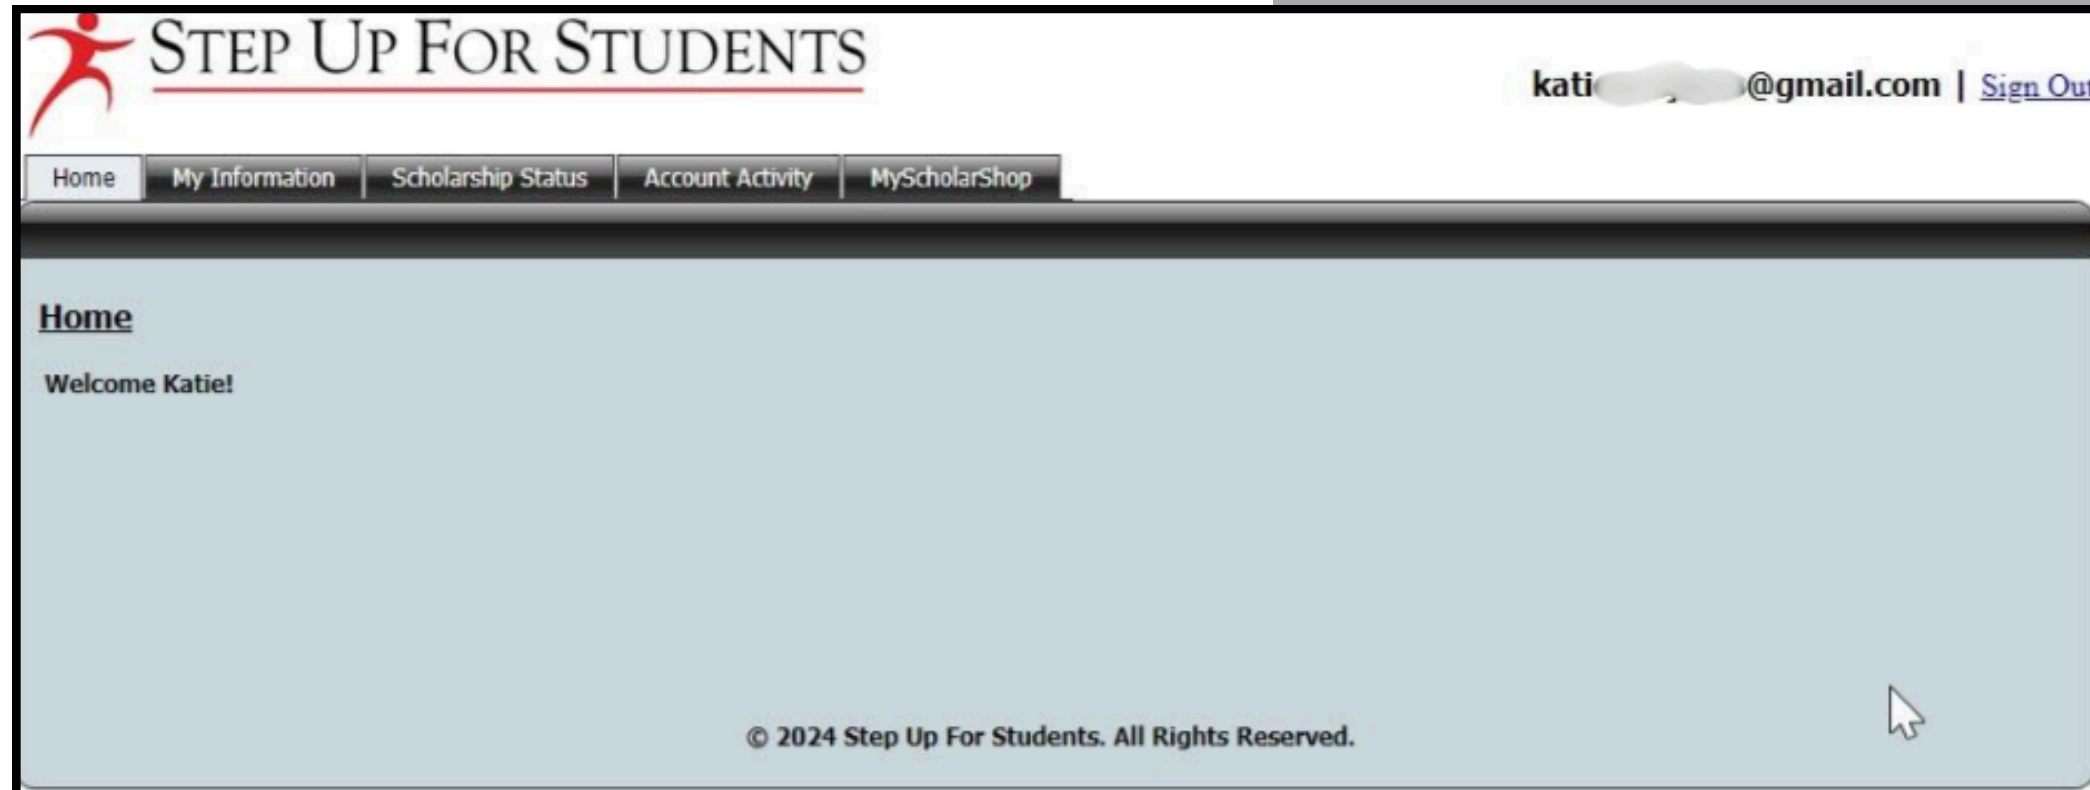 STEP UP FOR STUDENTS
@gmail.com | Sign Out
Home My Information Scholarship Status Account Activity MyScholarShop
Home
Welcome Katie!
© 2024 Step Up For Students. All Rights Reserved.